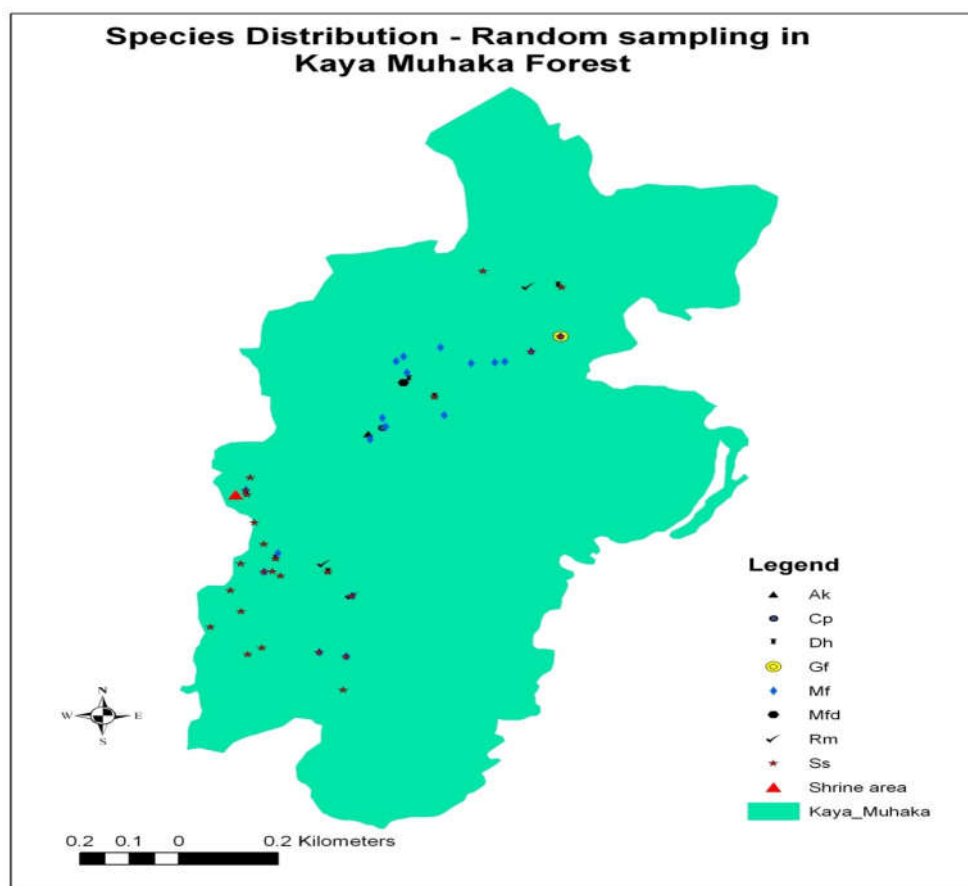 Species Distribution - Random sampling in
Kaya Muhaka Forest
Legend
Ak
Cp
Dh
Gf
Mf
Mfd
Rm
Ss
Shrine area
Kaya_Muhaka
N
W E
S
0.2 0.1 0 0.2 Kilometers